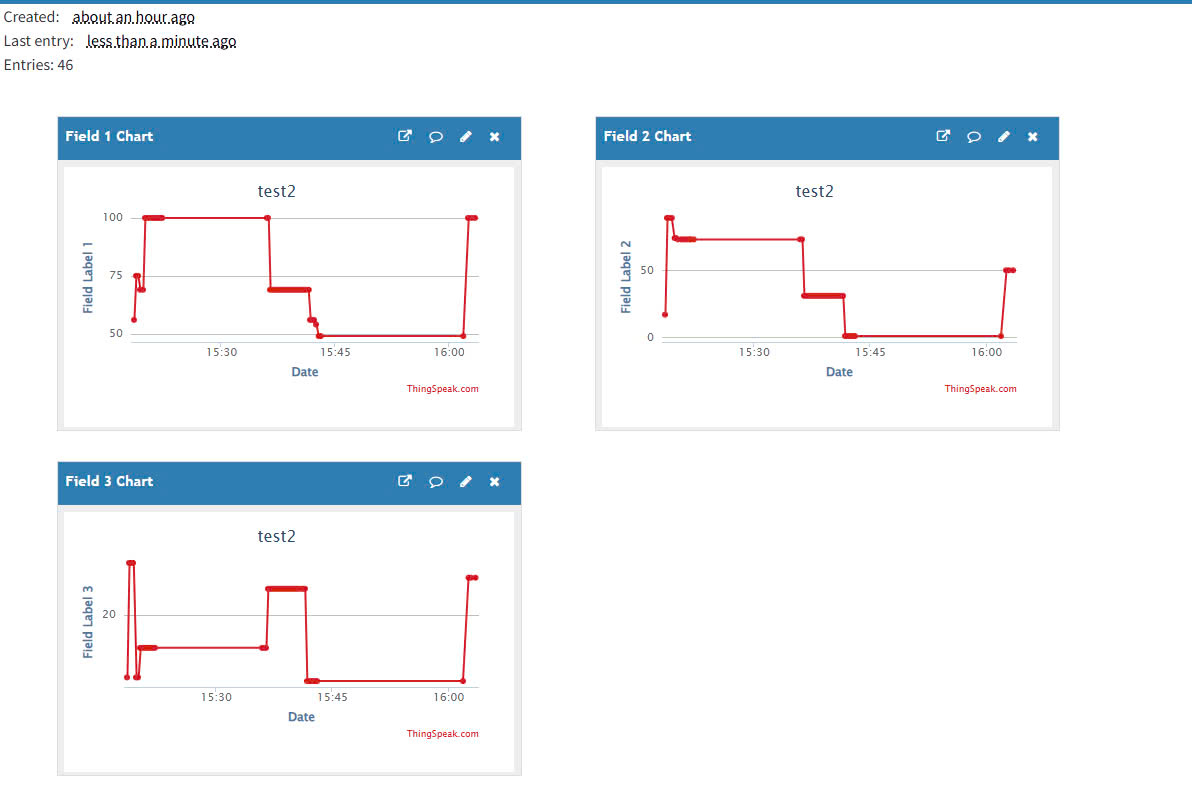 Created: about an hour ago
Last entry: less than a minute ago
Entries: 46
Field 1 Chart
test2
Field Label 1
100
75
50
15:30 15:45 16:00
Date
ThingSpeak.com
Field 2 Chart
test2
Field Label 2
50
0
15:30 15:45 16:00
Date
ThingSpeak.com
Field 3 Chart
test2
Field Label 3
20
15:30 15:45 16:00
Date
ThingSpeak.com